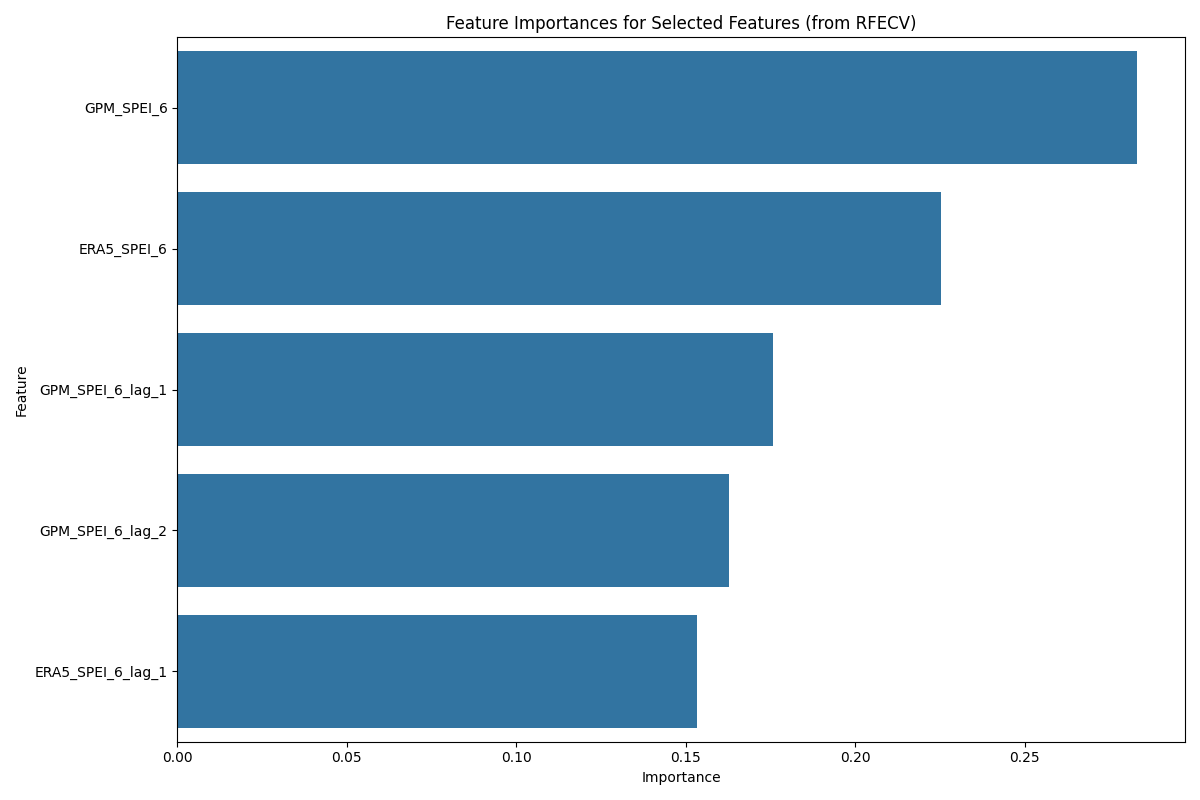 Feature Importances for Selected Features (from RFECV)
Feature
GPM_SPEI_6
ERA5_SPEI_6
GPM_SPEI_6_lag_1
GPM_SPEI_6_lag_2
ERA5_SPEI_6_lag_1
0.00 0.05 0.10 0.15 0.20 0.25
Importance